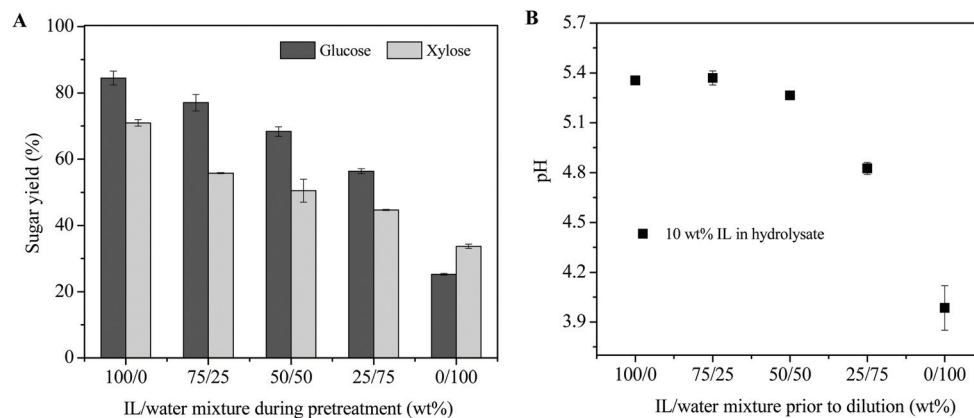 A
100
80
60
40
20
0
Sugar yield (%)
Glucose
Xylose
100/0
75/25
50/50
25/75
0/100
IL/water mixture during pretreatment (wt%)
B
5.7
5.4
5.1
4.8
4.5
4.2
3.9
pH
10 wt% IL in hydrolysate
100/0
75/25
50/50
25/75
0/100
IL/water mixture prior to dilution (wt%)